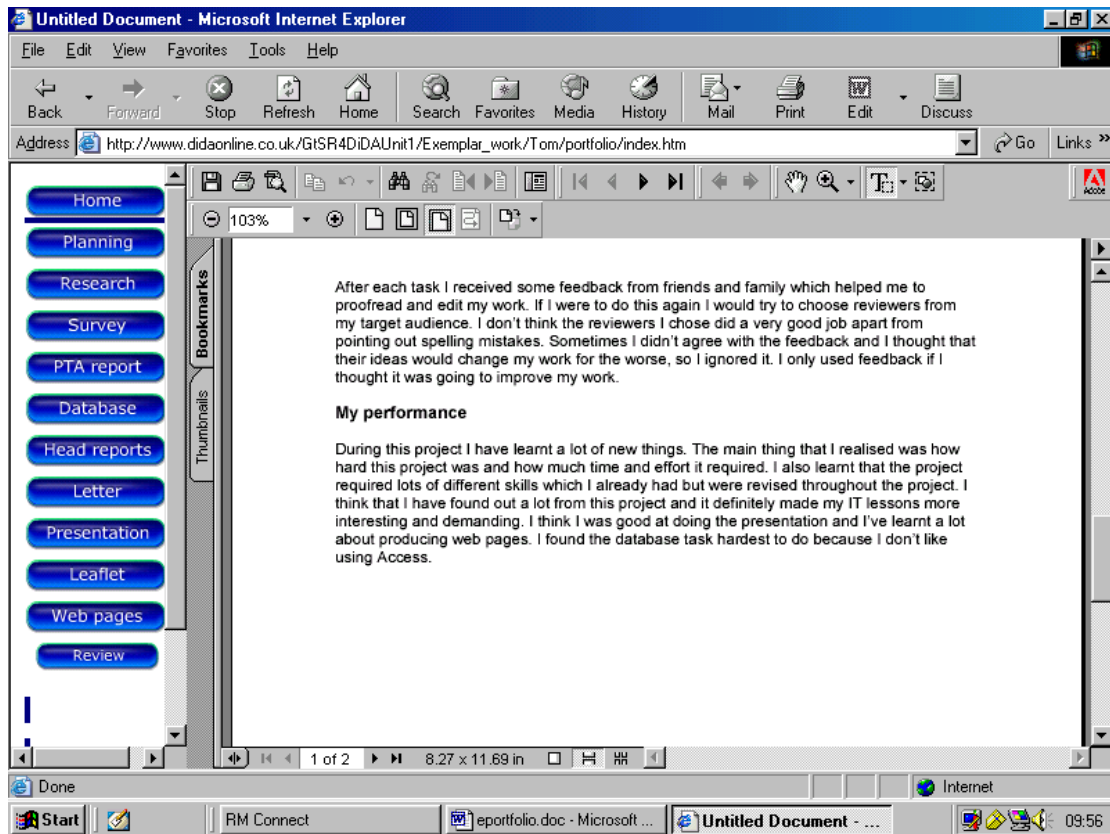 Untitled Document - Microsoft Internet Explorer
File Edit View Favorites Tools Help
Back Forward Stop Refresh Home Search Favorites Media History Mail Print Edit Discuss
Address http://www.didaonline.co.uk/GtSR4DiDAUnit1/Exemplar_work/Tom/portfolio/index.htm Go Links »
Home
Planning
Research
Survey
PTA report
Database
Head reports
Letter
Presentation
Leaflet
Web pages
Review
Adobe
103%
Bookmarks
Thumbnails
After each task I received some feedback from friends and family which helped me to
proofread and edit my work. If I were to do this again I would try to choose reviewers from
my target audience. I don't think the reviewers I chose did a very good job apart from
pointing out spelling mistakes. Sometimes I didn't agree with the feedback and I thought that
their ideas would change my work for the worse, so I ignored it. I only used feedback if I
thought it was going to improve my work.
My performance
During this project I have learnt a lot of new things. The main thing that I realised was how
hard this project was and how much time and effort it required. I also learnt that the project
required lots of different skills which I already had but were revised throughout the project. I
think that I have found out a lot from this project and it definitely made my IT lessons more
interesting and demanding. I think I was good at doing the presentation and I've learnt a lot
about producing web pages. I found the database task hardest to do because I don't like
using Access.
1 of 2 8.27 x 11.69 in
Done Internet
Start RM Connect eportfolio.doc - Microsoft ... Untitled Document - ... 09:56